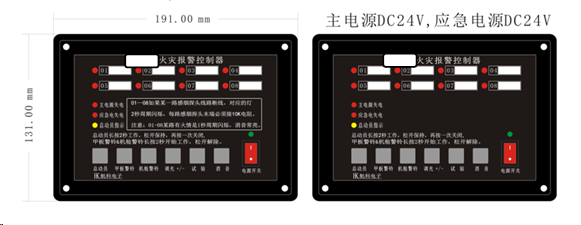 191.00 mm
主电源DC24V,应急电源DC24V
131.00 mm
火灾报警控制器
01 02 03 04
05 06 07 08
主电源失电
应急电失电
总动员指示
01--08如果某一路感烟探头线路断线，对应的灯
2秒周期闪烁，每路感烟探头末端必须接10K电阻。
注意：01-08某路有火情是1秒周期闪烁，消音常亮。
总动员长按2秒工作，松开保持，再按一次关闭。
甲板警铃&机舱警铃长按2秒开始工作，松开解除。
总动员 甲板警铃 机舱警铃 调光 +/- 试验 消音 电源开关
航科电子
火灾报警控制器
01 02 03 04
05 06 07 08
主电源失电
应急电失电
总动员指示
总动员长按2秒工作，松开保持，再按一次关闭。
甲板警铃&机舱警铃长按2秒开始工作，松开解除。
总动员 甲板警铃 机舱警铃 调光 +/- 试验 消音 电源开关
航科电子